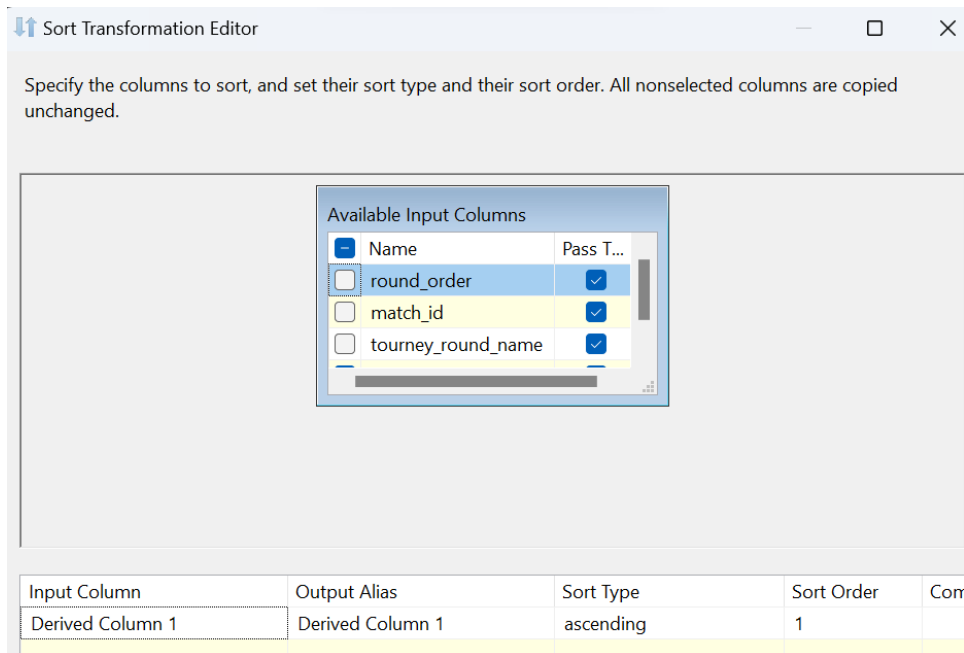 Sort Transformation Editor
Specify the columns to sort, and set their sort type and their sort order. All nonselected columns are copied
unchanged.
Available Input Columns
Name Pass T...
round_order
match_id
tourney_round_name
Input Column Output Alias Sort Type Sort Order Com
Derived Column 1 Derived Column 1 ascending 1